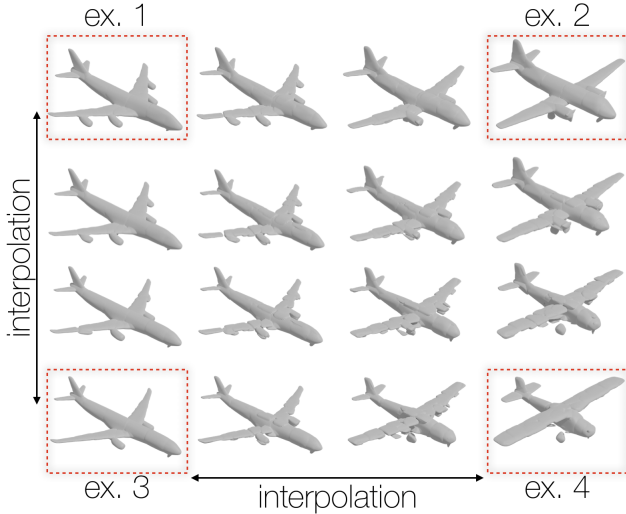 ex. 1
ex. 2
interpolation
ex. 3
interpolation
ex. 4